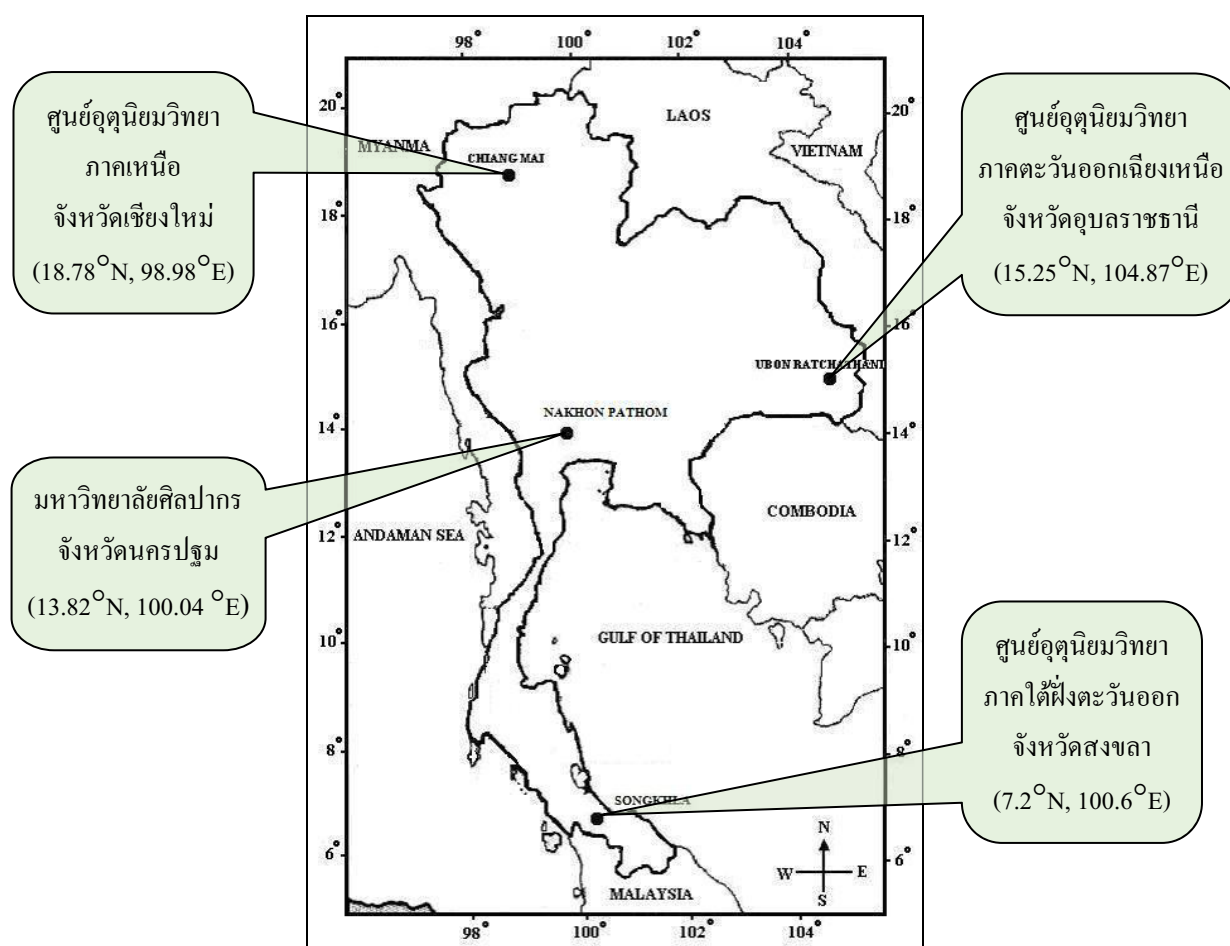 98° 100° 102° 104°
ศูนย์อุตุนิยมวิทยา
ภาคเหนือ
จังหวัดเชียงใหม่
(18.78°N, 98.98°E)
ศูนย์อุตุนิยมวิทยา
ภาคตะวันออกเฉียงเหนือ
จังหวัดอุบลราชธานี
(15.25°N, 104.87°E)
มหาวิทยาลัยศิลปากร
จังหวัดนครปฐม
(13.82°N, 100.04 °E)
ศูนย์อุตุนิยมวิทยา
ภาคใต้ฝั่งตะวันออก
จังหวัดสงขลา
(7.2°N, 100.6°E)
20° 20°
LAOS
MYANMA
VIETNAM
CHIANG MAI
18° 18°
16° 16°
UBON RATCHATHANI
NAKHON PATHOM
14° 14°
COMBODIA
12° ANDAMAN SEA 12°
10° GULF OF THAILAND 10°
8° 8°
SONGKHLA
6° 6°
N
W E
S
MALAYSIA
98° 100° 102° 104°